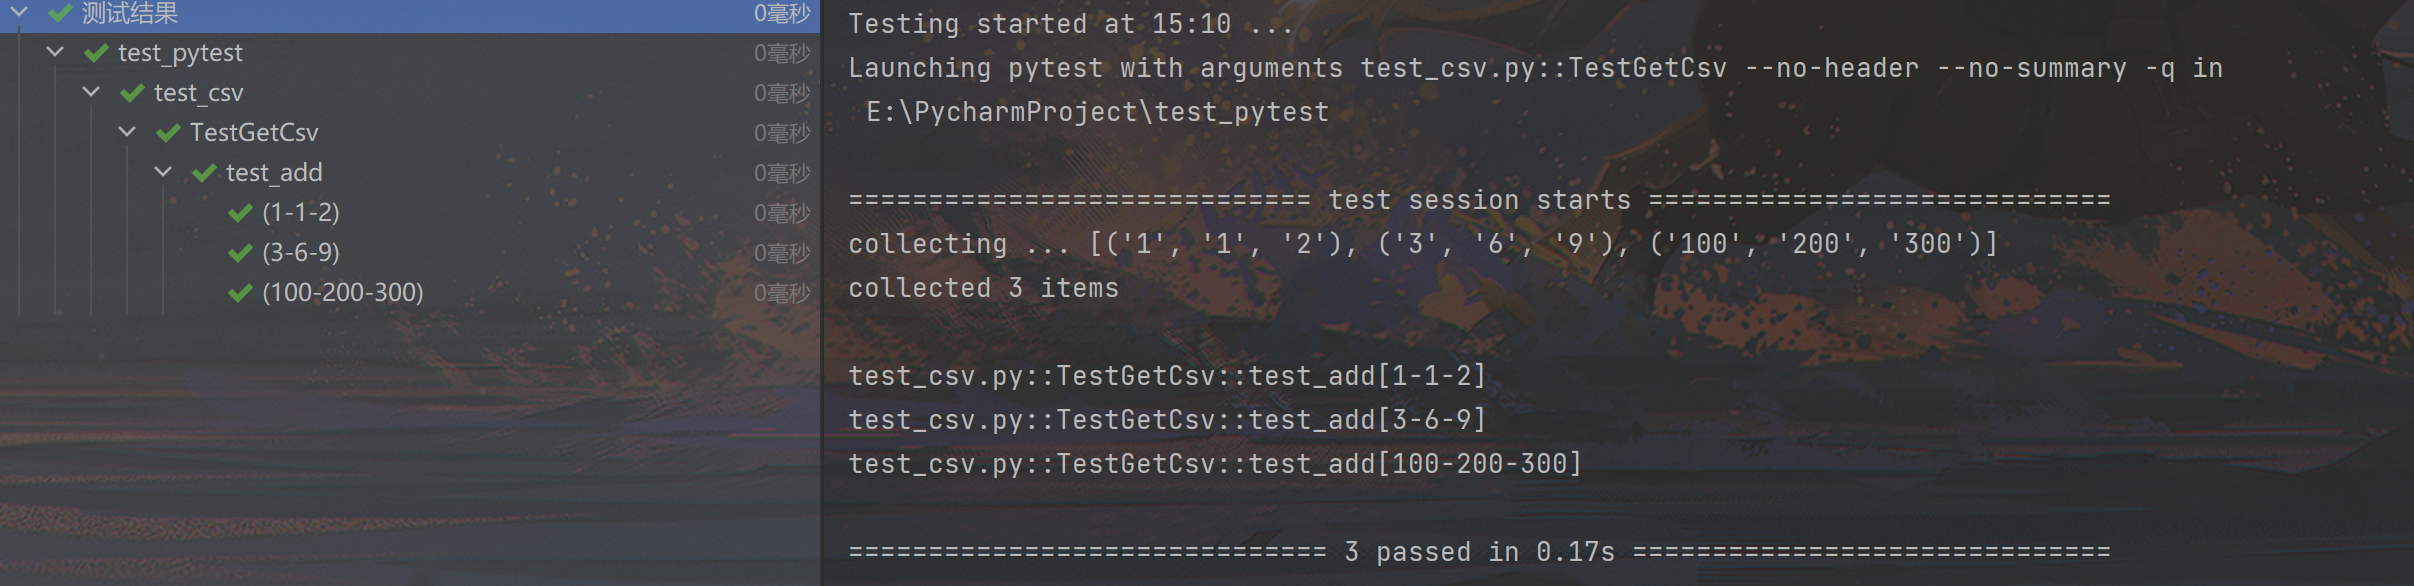 测试结果 0毫秒
test_pytest 0毫秒
test_csv 0毫秒
TestGetCsv 0毫秒
test_add 0毫秒
(1-1-2) 0毫秒
(3-6-9) 0毫秒
(100-200-300) 0毫秒
Testing started at 15:10 ...
Launching pytest with arguments test_csv.py::TestGetCsv --no-header --no-summary -q in
E:\PycharmProject\test_pytest
============================= test session starts =============================
collecting ... [('1', '1', '2'), ('3', '6', '9'), ('100', '200', '300')]
collected 3 items
test_csv.py::TestGetCsv::test_add[1-1-2]
test_csv.py::TestGetCsv::test_add[3-6-9]
test_csv.py::TestGetCsv::test_add[100-200-300]
============================== 3 passed in 0.17s ==============================